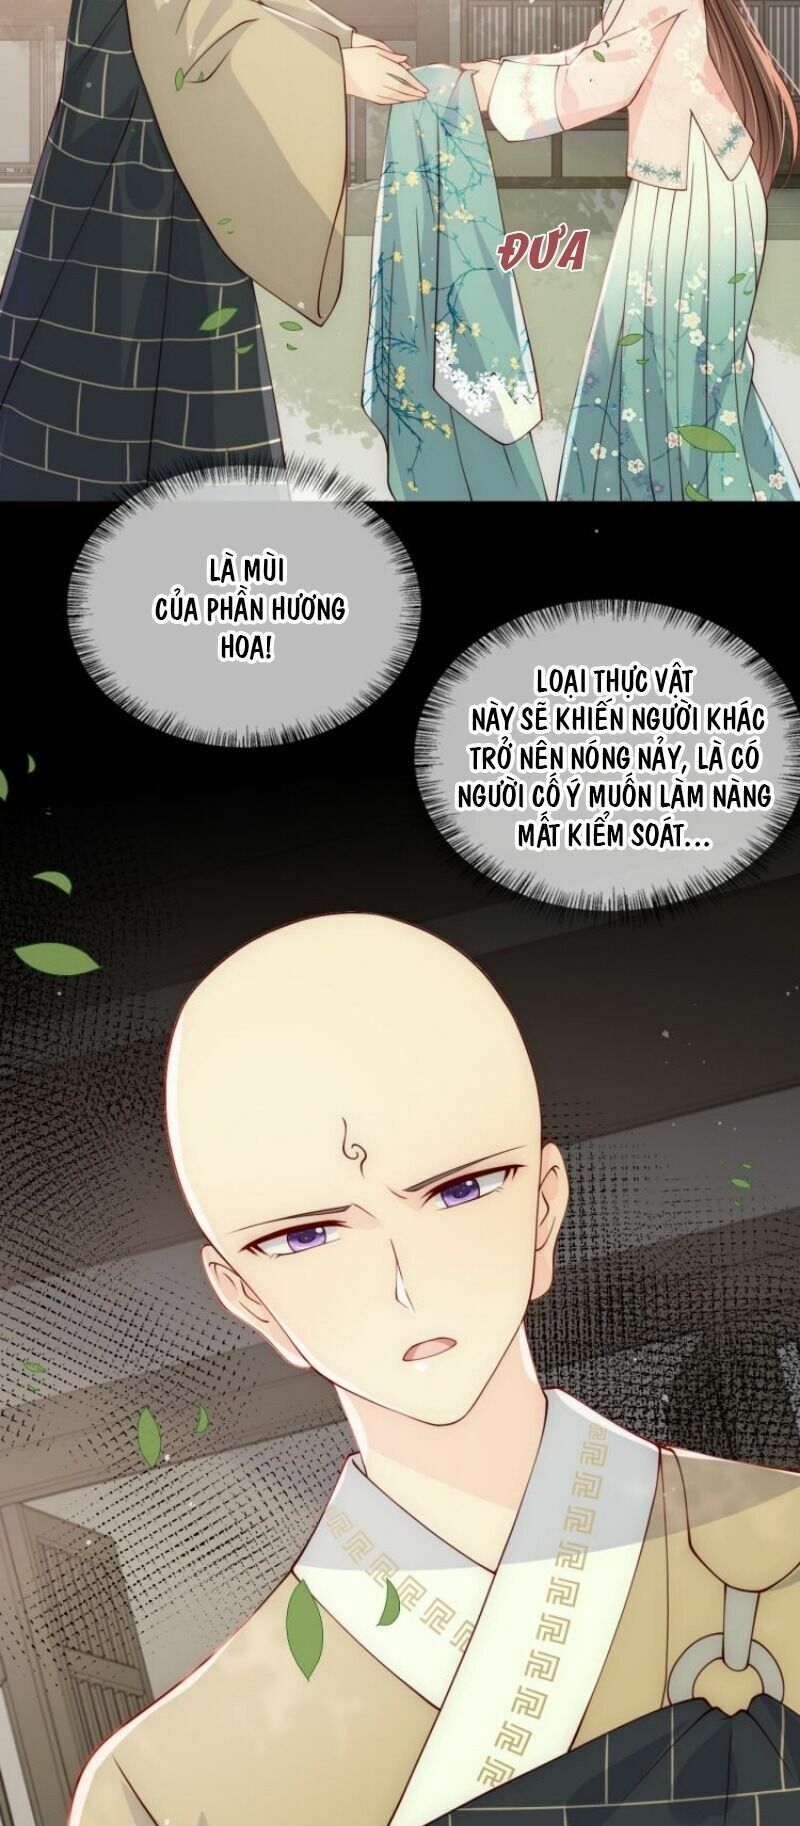 ĐƯA
LÀ MÙI
CỦA PHẦN HƯƠNG
HOA!
LOẠI THỰC VẬT
NÀY SẼ KHIẾN NGƯỜI KHÁC
TRỞ NÊN NÓNG NẢY, LÀ CÓ
NGƯỜI CỐ Ý MUỐN LÀM NÀNG
MẤT KIỂM SOÁT...